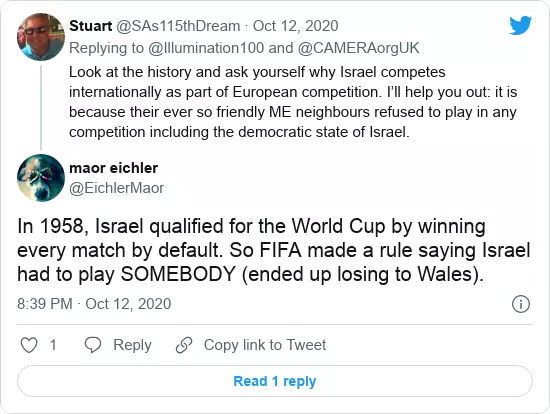 Stuart @SAs115thDream · Oct 12, 2020
Replying to @Illumination100 and @CAMERAorgUK
Look at the history and ask yourself why Israel competes
internationally as part of European competition. I'll help you out: it is
because their ever so friendly ME neighbours refused to play in any
competition including the democratic state of Israel.
maor eichler
@EichlerMaor
In 1958, Israel qualified for the World Cup by winning
every match by default. So FIFA made a rule saying Israel
had to play SOMEBODY (ended up losing to Wales).
8:39 PM · Oct 12, 2020
1 Reply Copy link to Tweet
Read 1 reply